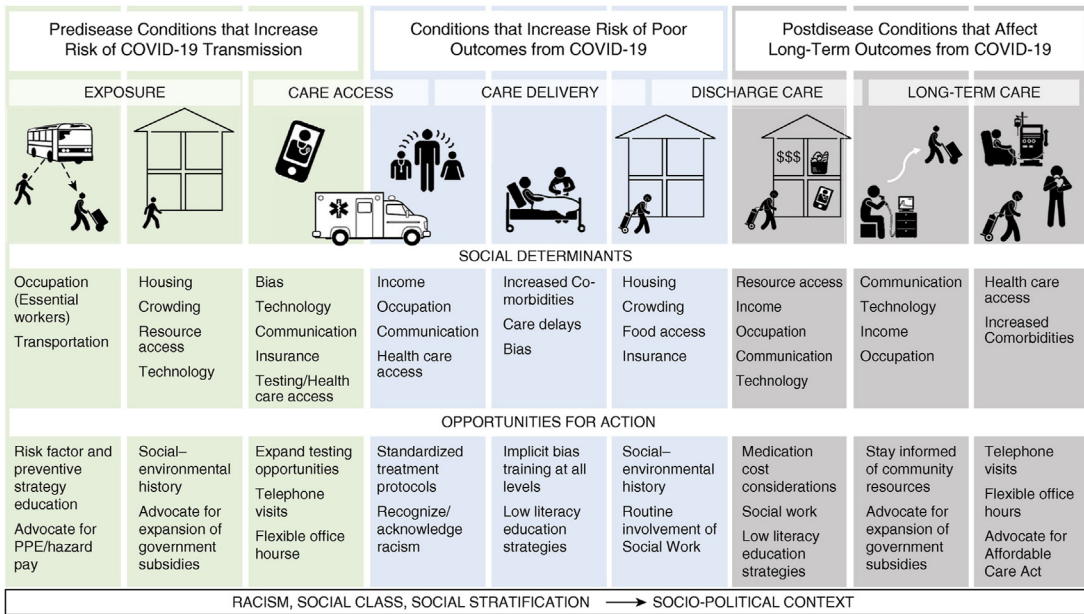 Predisease Conditions that Increase
Risk of COVID-19 Transmission
Conditions that Increase Risk of Poor
Outcomes from COVID-19
Postdisease Conditions that Affect
Long-Term Outcomes from COVID-19
EXPOSURE
CARE ACCESS
CARE DELIVERY
DISCHARGE CARE
LONG-TERM CARE
$$$
SOCIAL DETERMINANTS
Occupation
(Essential
workers)
Transportation
Housing
Crowding
Resource
access
Technology
Bias
Technology
Communication
Insurance
Testing/Health
care access
Income
Occupation
Communication
Health care
access
Increased Co-
morbidities
Care delays
Bias
Housing
Crowding
Food access
Insurance
Resource access
Income
Occupation
Communication
Technology
Communication
Technology
Income
Occupation
Health care
access
Increased
Comorbidities
OPPORTUNITIES FOR ACTION
Risk factor and
preventive
strategy
education
Advocate for
PPE/hazard
pay
Social–
environmental
history
Advocate for
expansion of
government
subsidies
Expand testing
opportunities
Telephone
visits
Flexible office
hourse
Standardized
treatment
protocols
Recognize/
acknowledge
racism
Implicit bias
training at all
levels
Low literacy
education
strategies
Social–
environmental
history
Routine
involvement of
Social Work
Medication
cost
considerations
Social work
Low literacy
education
strategies
Stay informed
of community
resources
Advocate for
expansion of
government
subsidies
Telephone
visits
Flexible office
hours
Advocate for
Affordable
Care Act
RACISM, SOCIAL CLASS, SOCIAL STRATIFICATION → SOCIO-POLITICAL CONTEXT